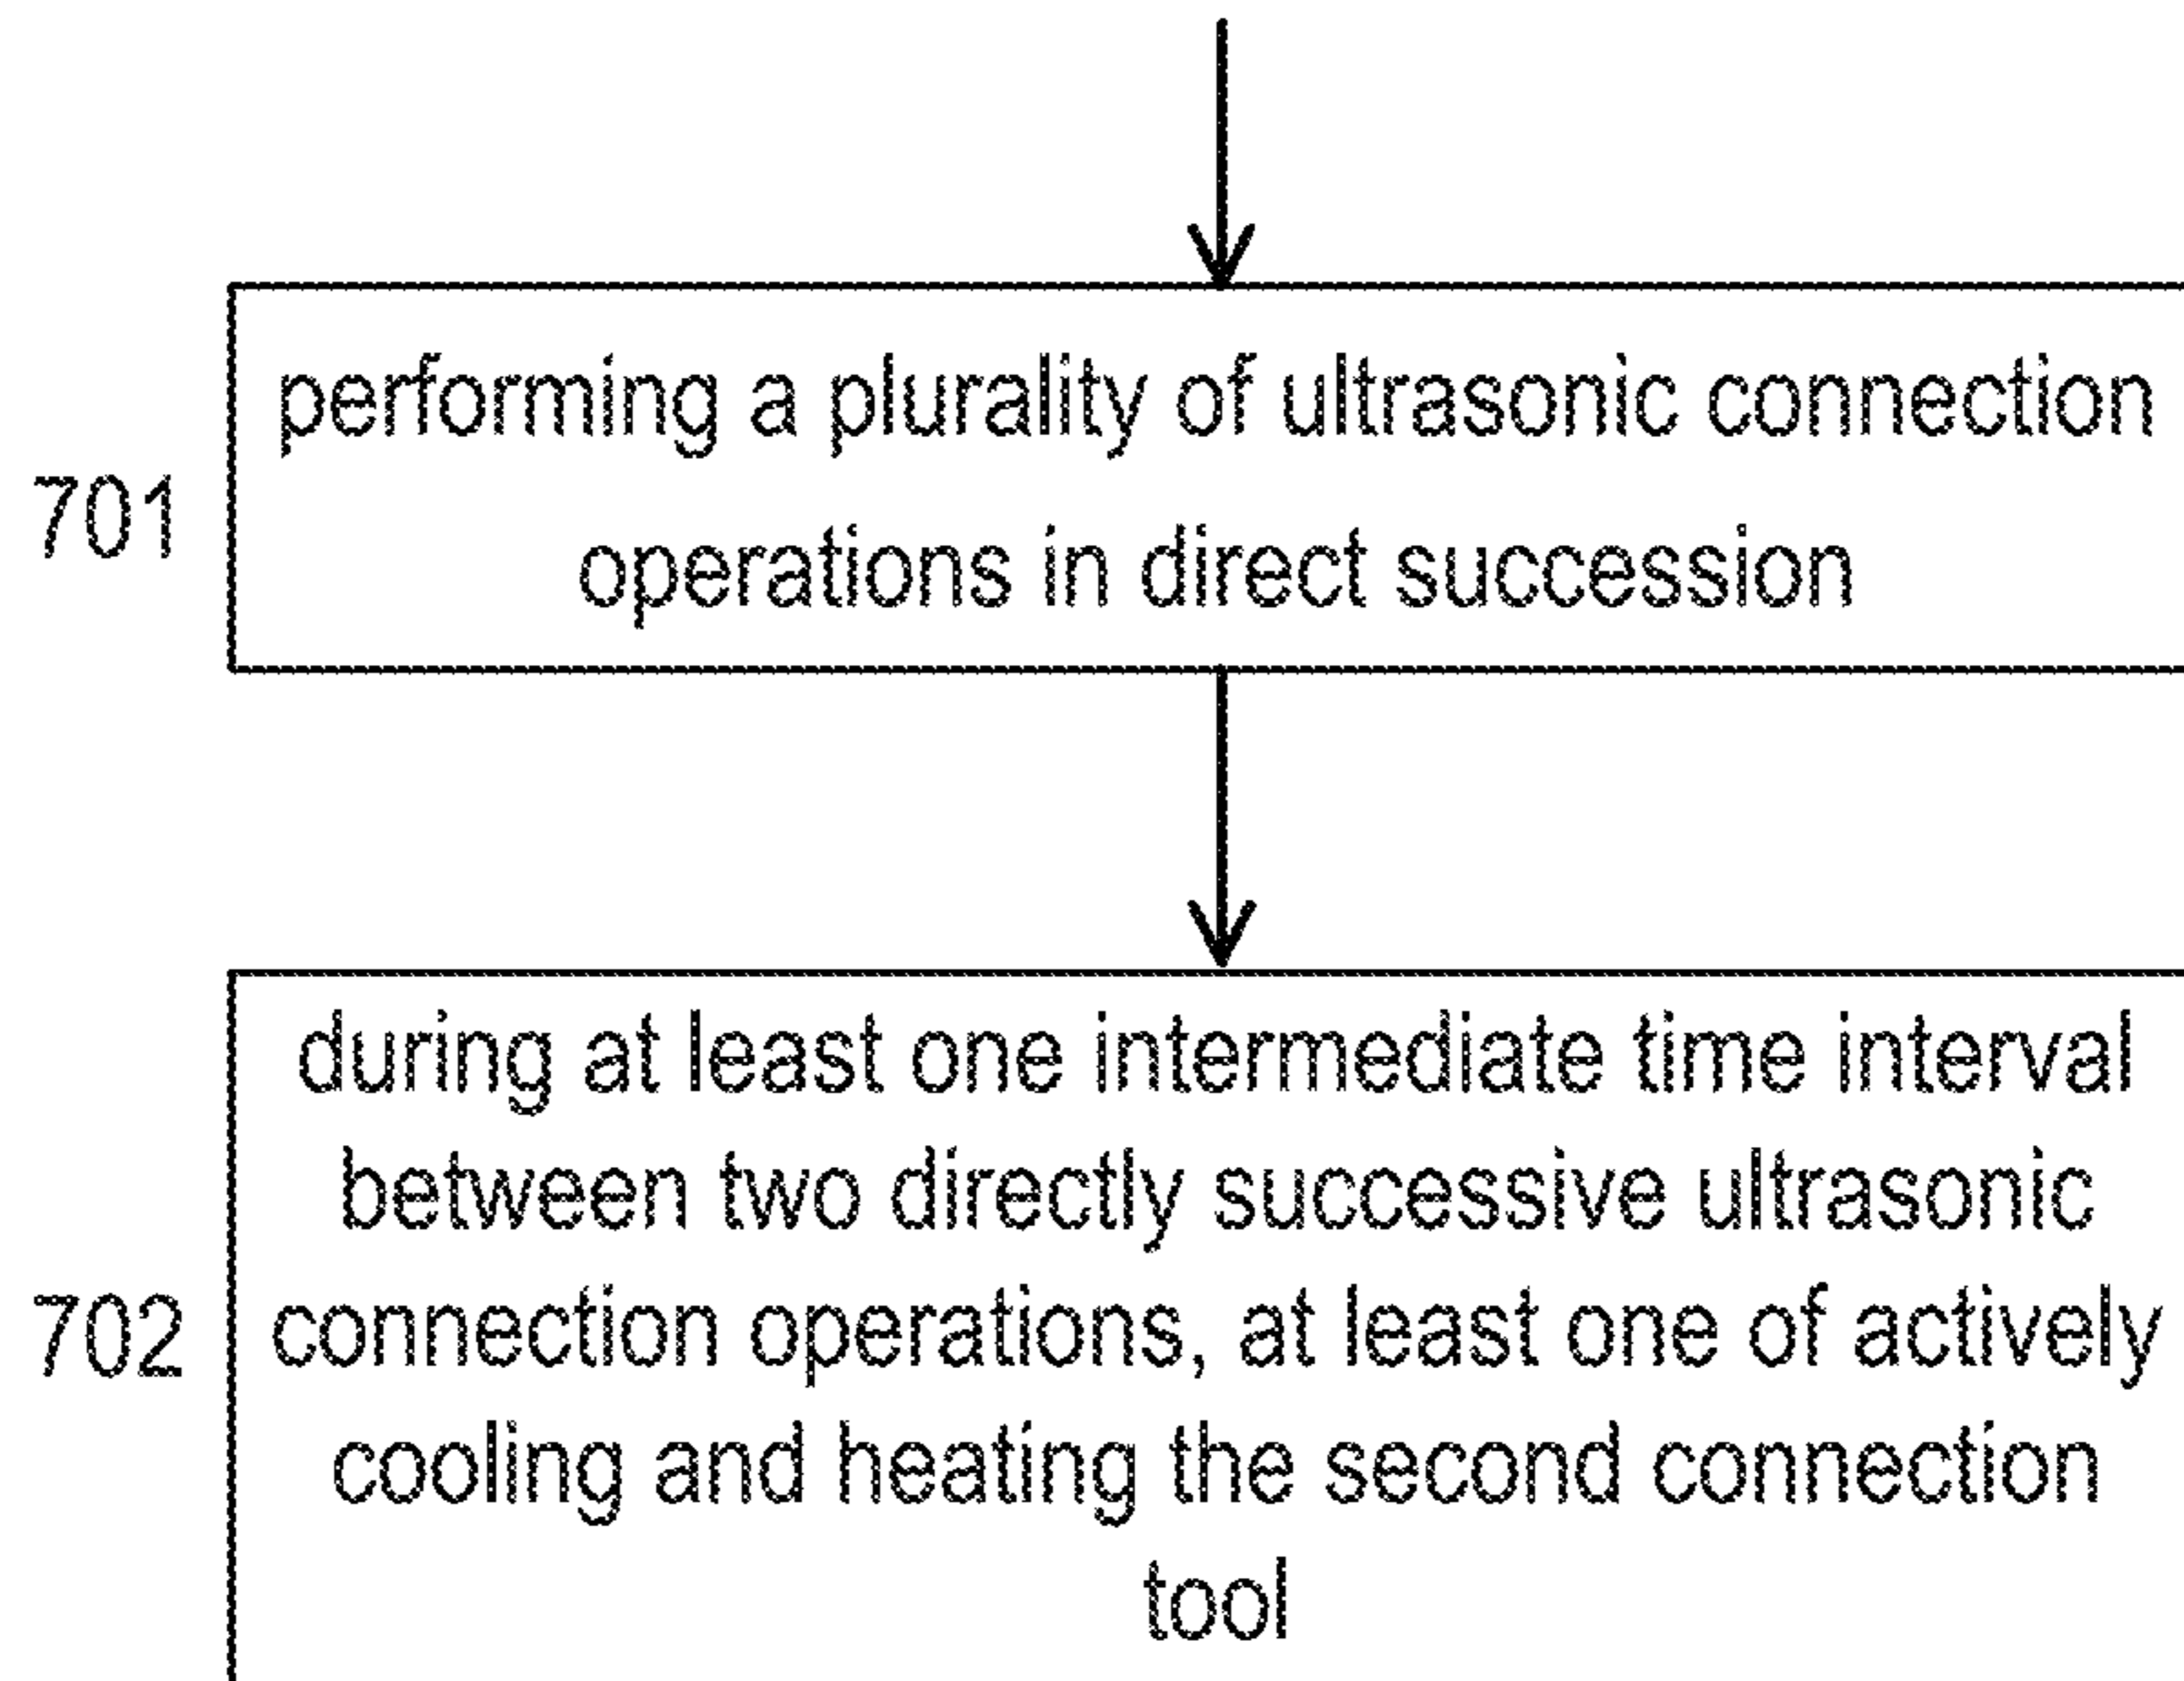 performing a plurality of ultrasonic connection
701
operations in direct succession
during at least one intermediate time interval
between two directly successive ultrasonic
702
connection operations, at least one of actively
cooling and heating the second connection
tool